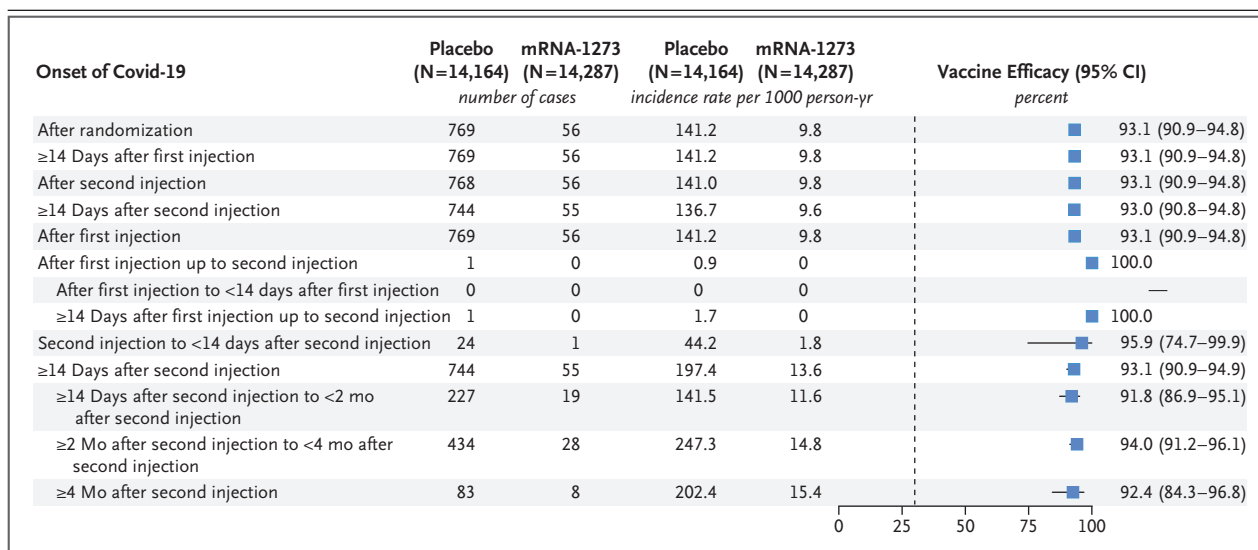 Onset of Covid-19 Placebo (N=14,164) mRNA-1273 (N=14,287) Placebo (N=14,164) mRNA-1273 (N=14,287) Vaccine Efficacy (95% CI)
number of cases incidence rate per 1000 person-yr percent
After randomization 769 56 141.2 9.8 93.1 (90.9–94.8)
≥14 Days after first injection 769 56 141.2 9.8 93.1 (90.9–94.8)
After second injection 768 56 141.0 9.8 93.1 (90.9–94.8)
≥14 Days after second injection 744 55 136.7 9.6 93.0 (90.8–94.8)
After first injection 769 56 141.2 9.8 93.1 (90.9–94.8)
After first injection up to second injection 1 0 0.9 0 100.0
After first injection to <14 days after first injection 0 0 0 0 —
≥14 Days after first injection up to second injection 1 0 1.7 0 100.0
Second injection to <14 days after second injection 24 1 44.2 1.8 95.9 (74.7–99.9)
≥14 Days after second injection 744 55 197.4 13.6 93.1 (90.9–94.9)
≥14 Days after second injection to <2 mo 227 19 141.5 11.6 91.8 (86.9–95.1)
after second injection
≥2 Mo after second injection to <4 mo after 434 28 247.3 14.8 94.0 (91.2–96.1)
second injection
≥4 Mo after second injection 83 8 202.4 15.4 92.4 (84.3–96.8)
0 25 50 75 100